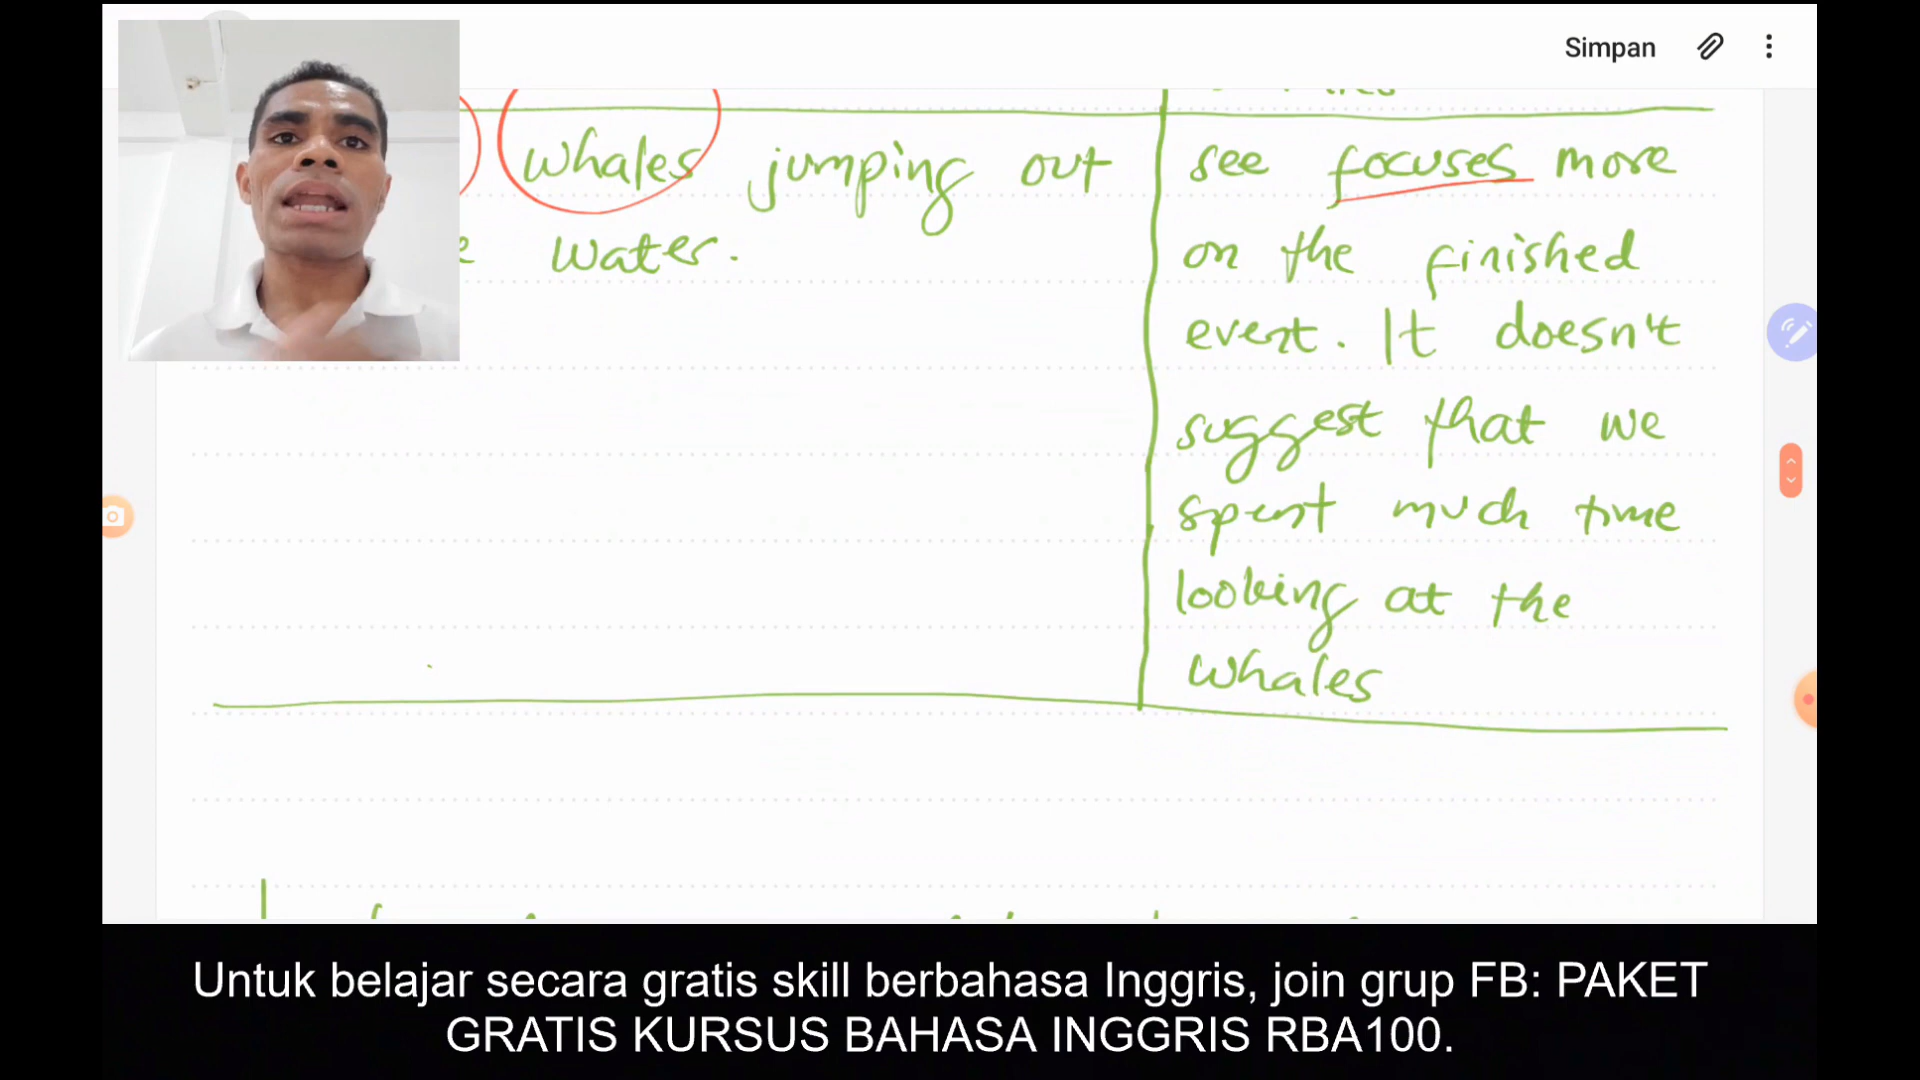 Simpan
whales jumping out
water.
see focuses more
on the finished
event. It doesn't
suggest that we
spent much time
looking at the
whales
Untuk belajar secara gratis skill berbahasa Inggris, join grup FB: PAKET
GRATIS KURSUS BAHASA INGGRIS RBA100.